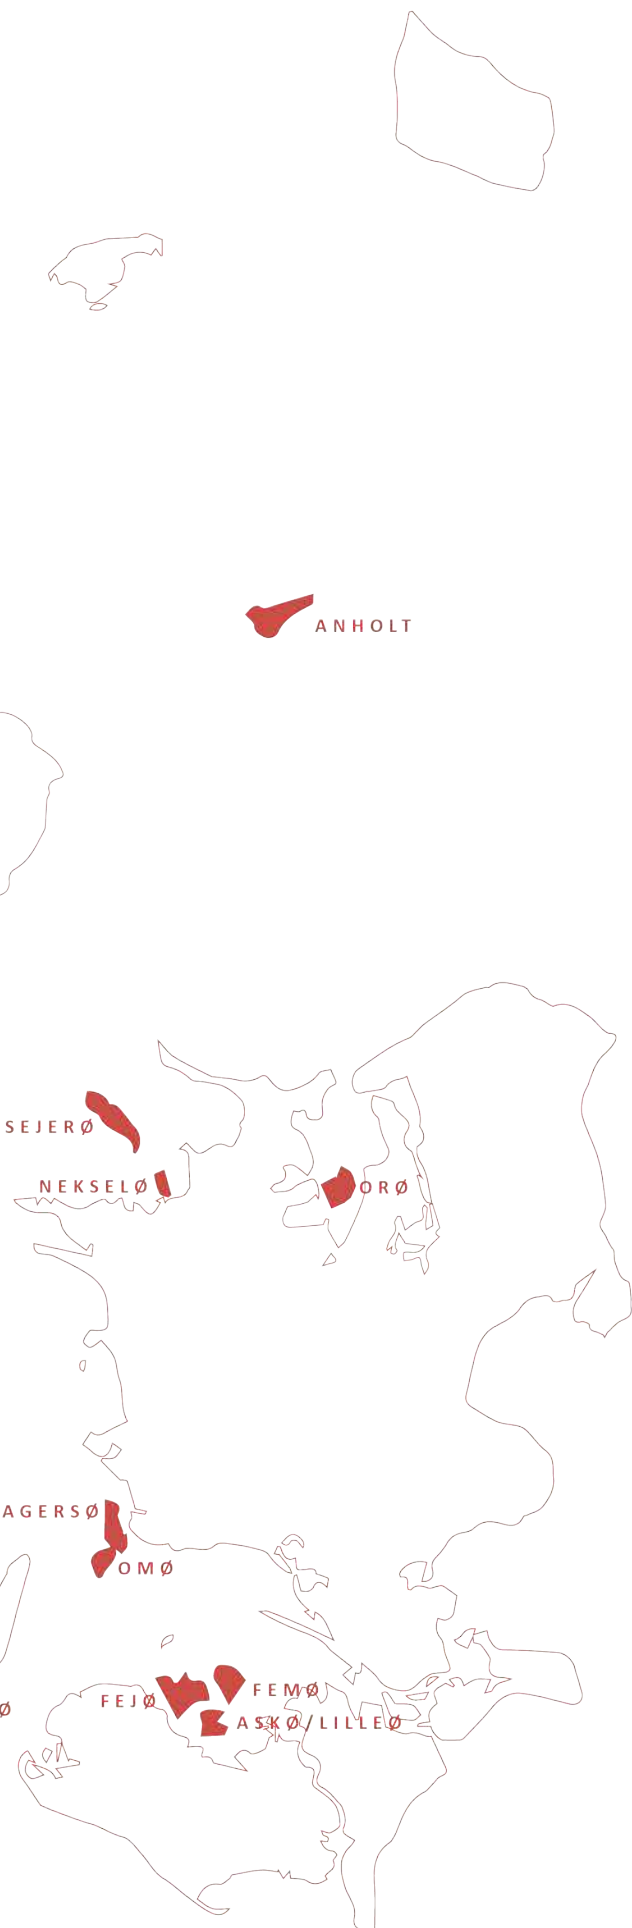 ANHOLT
SEJERØ
NEKSELØ
ORØ
AGERSØ
OMØ
FEMØ
FEJØ
Ø
ASKØ/LILLEØ